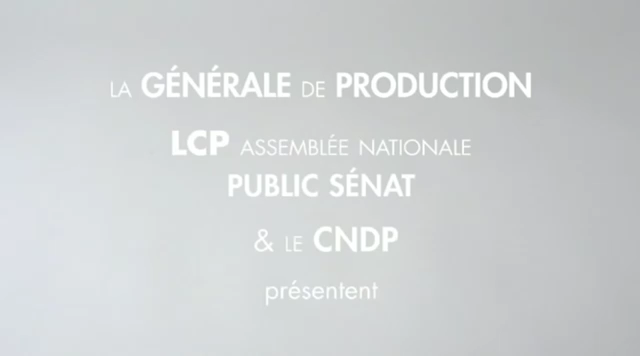 LA GÉNÉRALE DE PRODUCTION
LCP ASSEMBLÉE NATIONALE
PUBLIC SÉNAT
& LE CNDP
présentent